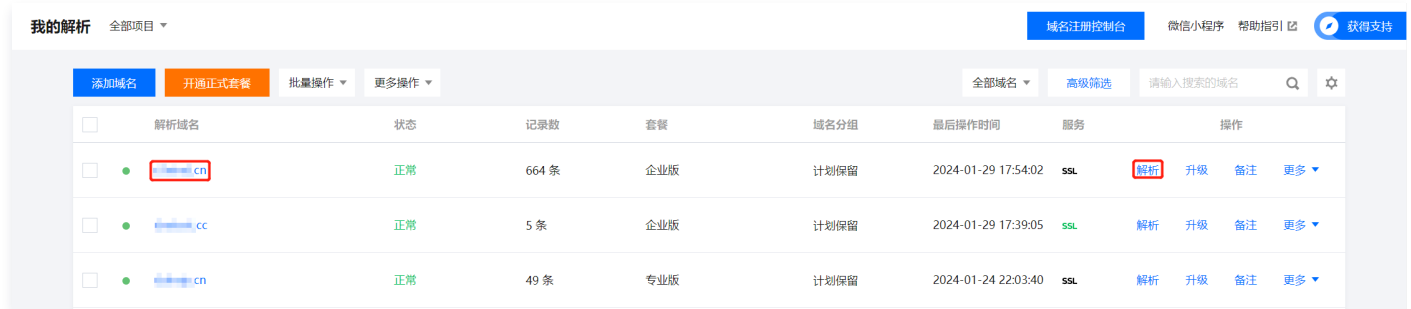 我的解析 全部项目 域名注册控制台 微信小程序 帮助指引 获得支持
添加域名 开通正式套餐 批量操作 更多操作 全部域名 高级筛选 请输入搜索的域名
解析域名 状态 记录数 套餐 域名分组 最后操作时间 服务 操作
.cn 正常 664 条 企业版 计划保留 2024-01-29 17:54:02 SSL 解析 升级 备注 更多
cc 正常 5 条 企业版 计划保留 2024-01-29 17:39:05 SSL 解析 升级 备注 更多
cn 正常 49 条 专业版 计划保留 2024-01-24 22:03:40 SSL 解析 升级 备注 更多